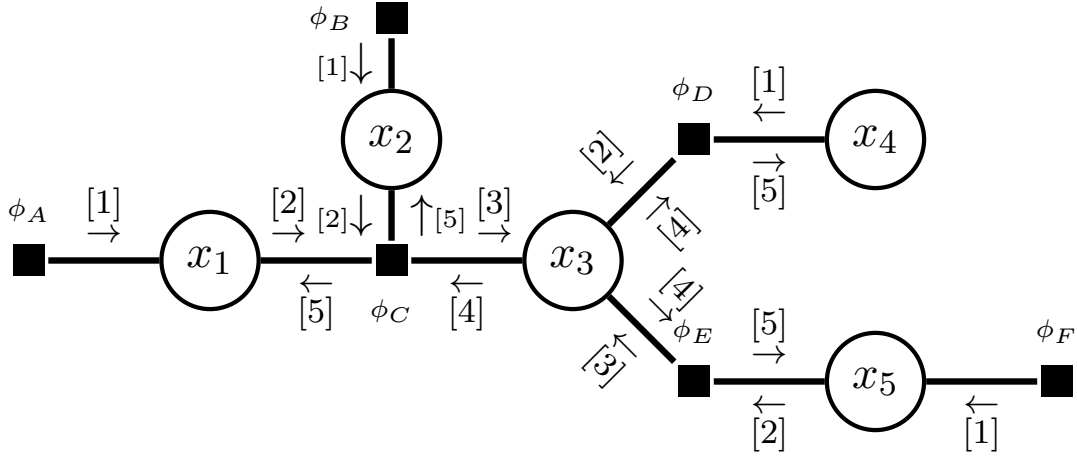 ϕ_B
[1]↓
ϕ_D
[1]
←
x_2
x_4
[2]
←
→
[5]
ϕ_A
[1]
→
[2]
→
[2]↓
↑[5]
[3]
→
→
[4]
x_1
x_3
←
[5]
ϕ_C
←
[4]
[4]
→
ϕ_E
[5]
→
ϕ_F
←
[3]
x_5
←
[2]
←
[1]